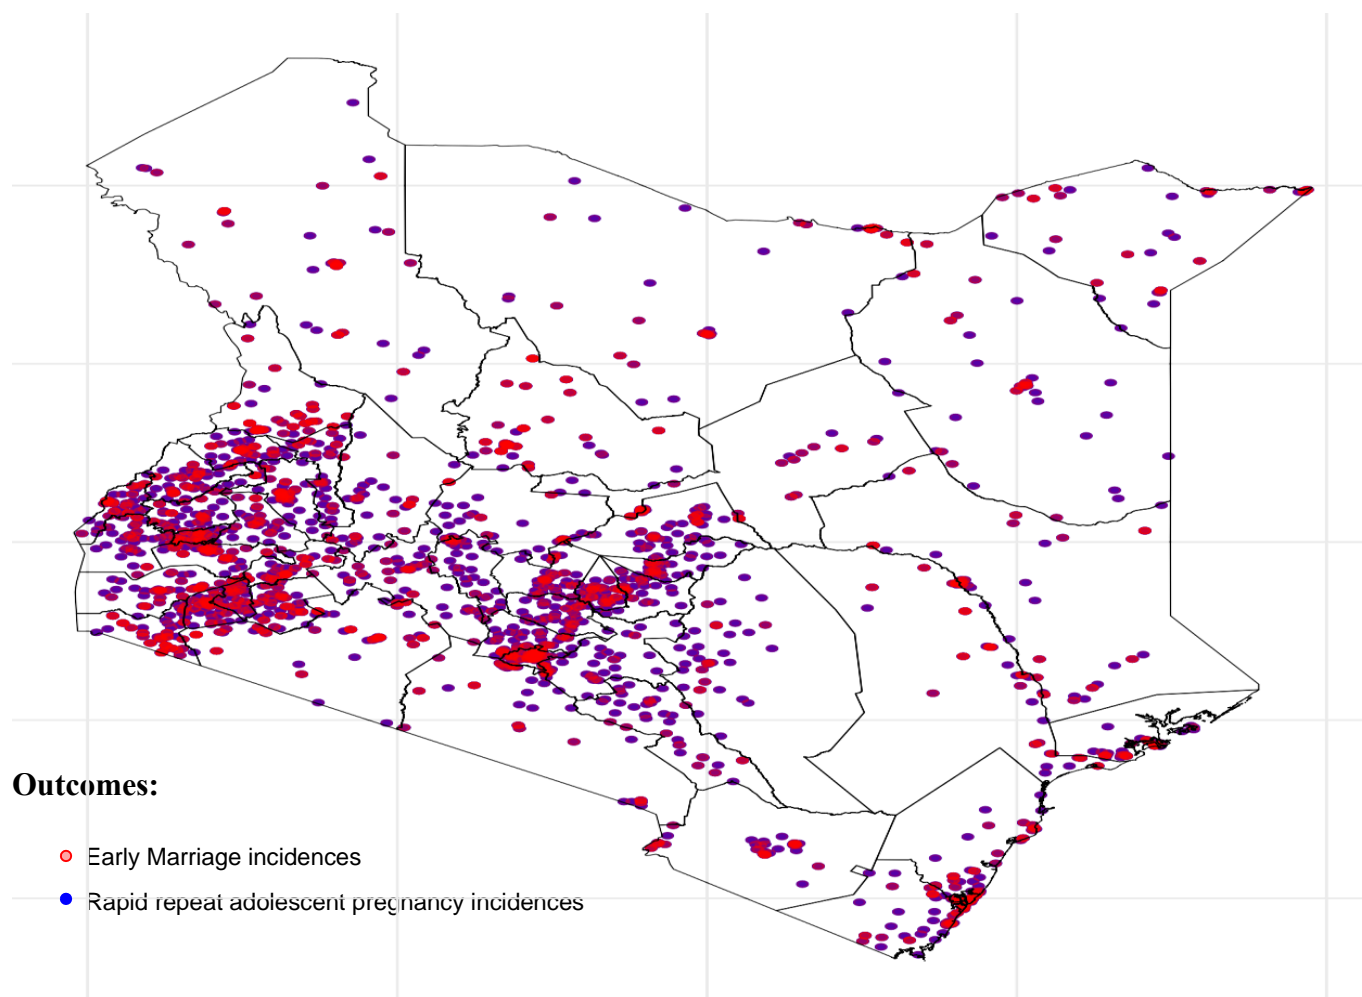 Outcomes:
Early Marriage incidences
Rapid repeat adolescent pregnancy incidences